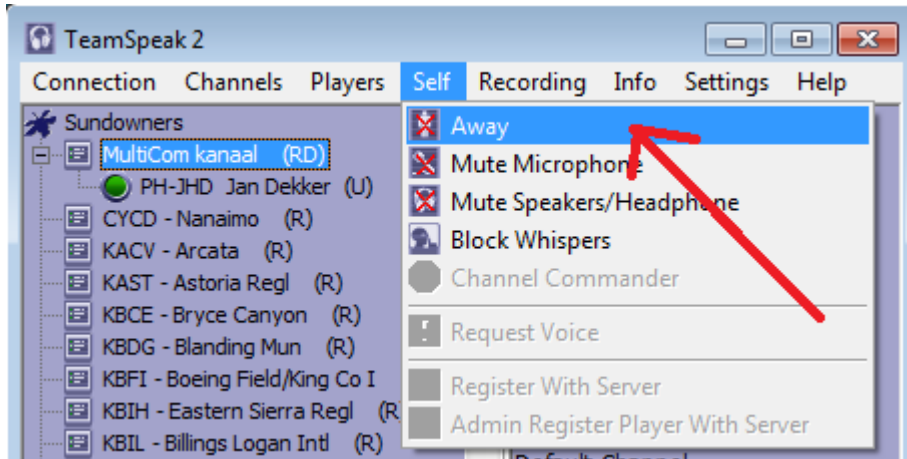 TeamSpeak 2
Connection Channels Players Self Recording Info Settings Help
Sundowners
MultiCom kanaal (RD)
PH-JHD Jan Dekker (U)
CYCD - Nanaimo (R)
KACV - Arcata (R)
KAST - Astoria Regl (R)
KBCE - Bryce Canyon (R)
KBDG - Blanding Mun (R)
KBFI - Boeing Field/King Co I
KBIH - Eastern Sierra Regl (R
KBIL - Billings Logan Intl (R)
Away
Mute Microphone
Mute Speakers/Headphone
Block Whispers
Channel Commander
Request Voice
Register With Server
Admin Register Player With Server